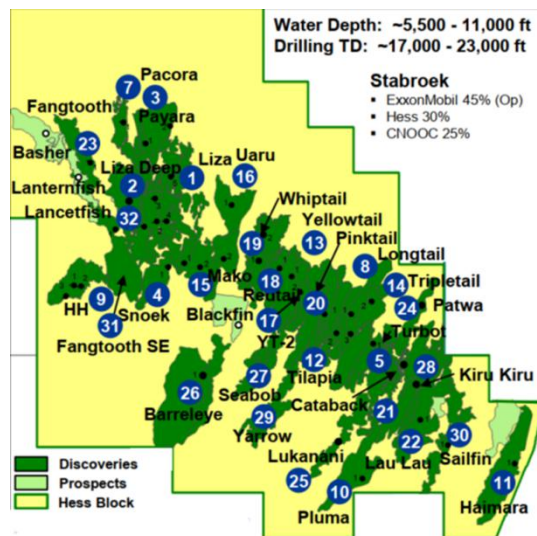 Water Depth: ~5,500 - 11,000 ft
Drilling TD: ~17,000 - 23,000 ft
Stabroek
▪ ExxonMobil 45% (Op)
▪ Hess 30%
▪ CNOOC 25%
Pacora
7
3
Fangtooth
Payara
23
Basher
Liza Deep
Liza
Uaru
Lanternfish
2
1
16
Whiptail
Lancetfish
32
Yellowtail
19
13
Pinktail
Longtail
8
Mako
18
14
Tripletail
15
Reutail
HH
9
Snoek
4
20
24
Patwa
31
Blackfin
17
Turbot
Fangtooth SE
YT-2
12
5
28
Kiru Kiru
27
Tilapia
26
Seabob
Cataback
Barreleye
29
21
Yarrow
30
22
Lukanani
Lau Lau
Sailfin
Discoveries
25
10
11
Prospects
Pluma
Haimara
Hess Block